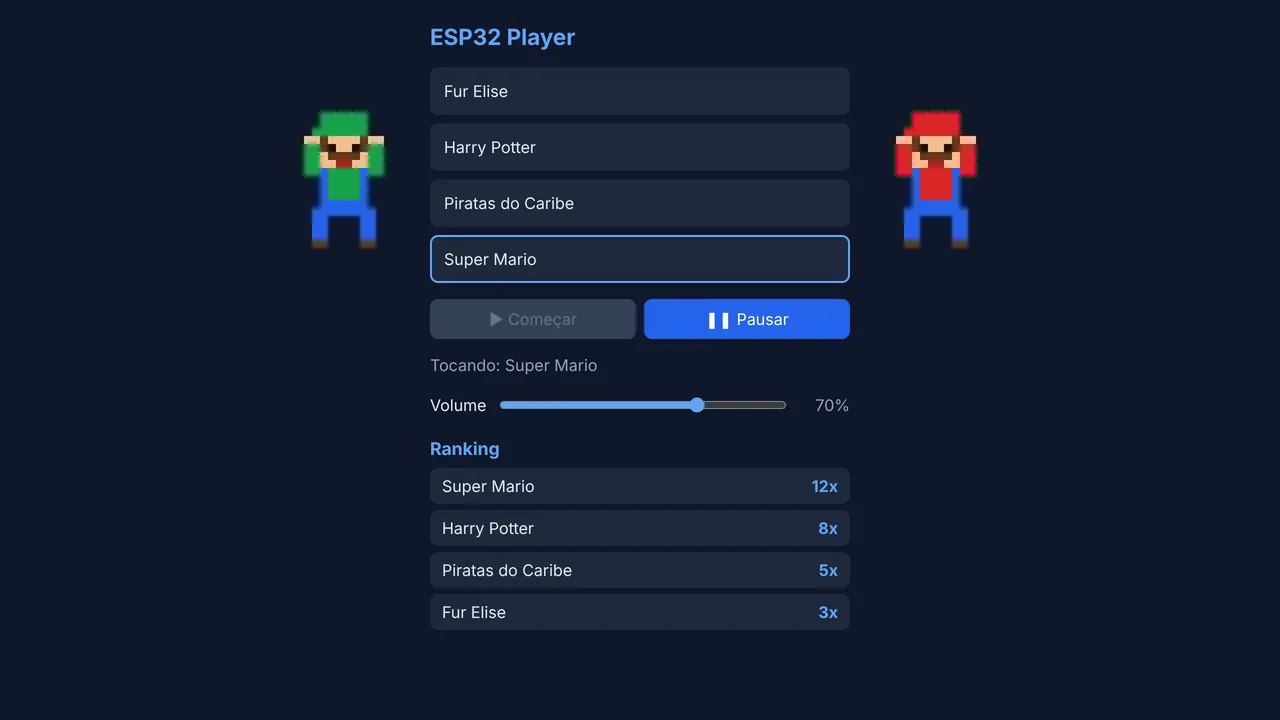 ESP32 Player
Fur Elise
Harry Potter
Piratas do Caribe
Super Mario
▶ Começar
❚❚ Pausar
Tocando: Super Mario
Volume 70%
Ranking
Super Mario 12x
Harry Potter 8x
Piratas do Caribe 5x
Fur Elise 3x